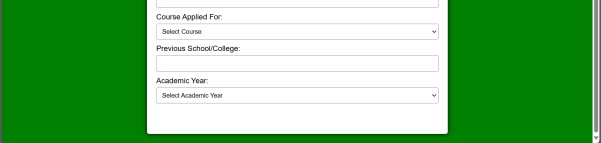 Course Applied For:
Select Course
Previous School/College:
Academic Year:
Select Academic Year